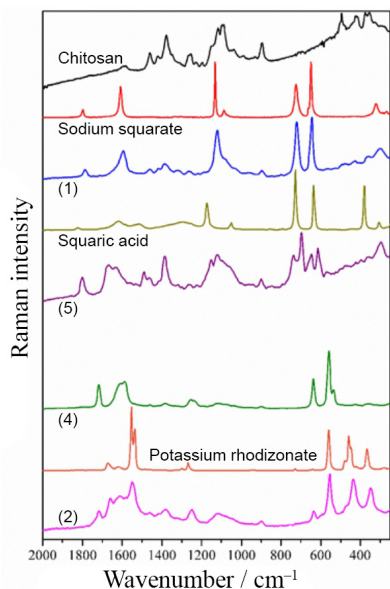 Chitosan
Sodium squarate
(1)
Squaric acid
(5)
(4)
Potassium rhodizonate
(2)
Raman intensity
2000 1800 1600 1400 1200 1000 800 600 400
Wavenumber / cm⁻¹